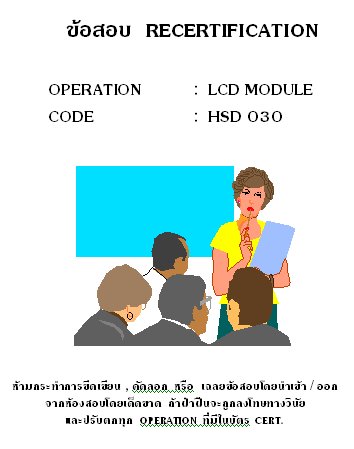 ข้อสอบ RECERTIFICATION
OPERATION : LCD MODULE
CODE : HSD 030
ห้ามกระทำการขีดเขียน , คัดลอก หรือ เฉลยข้อสอบโดยนำเข้า / ออก
จากห้องสอบโดยเด็ดขาด ถ้าฝ่าฝืนจะถูกลงโทษทางวินัย
และปรับตกทุก OPERATION ที่มีในบัตร CERT.